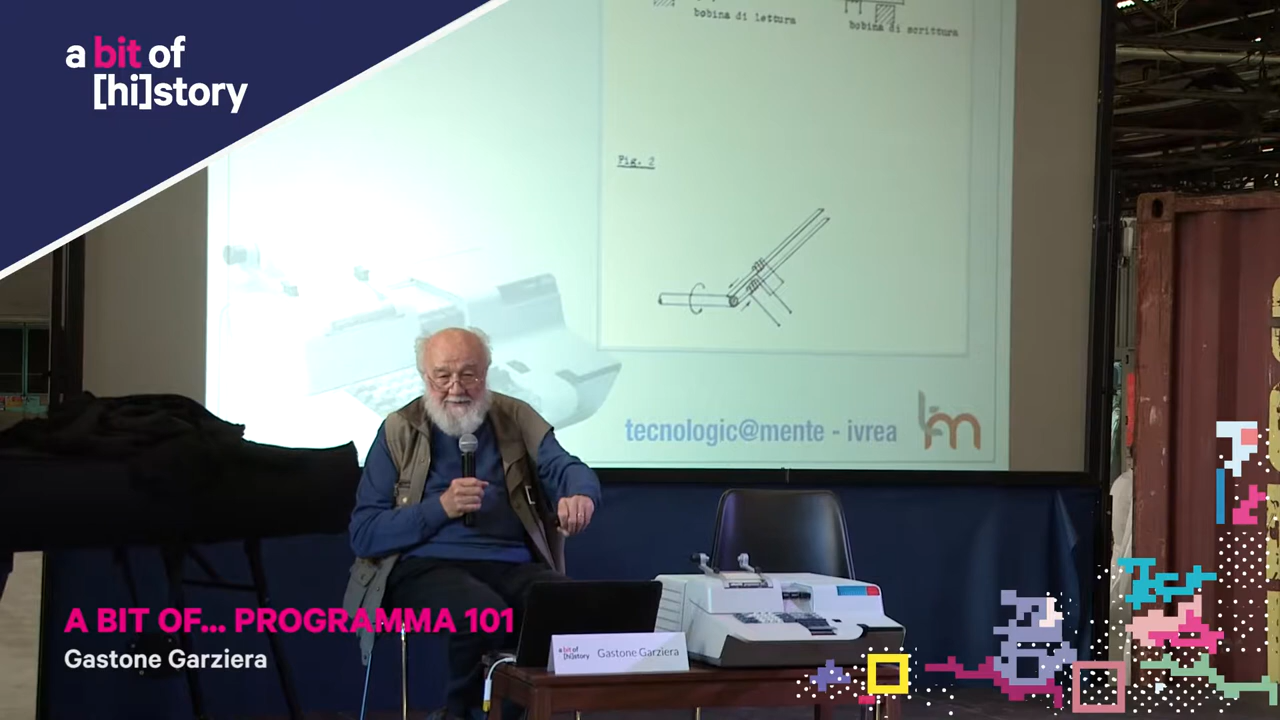 a bit of
[hi]story
bobina di lettura
bobina di scrittura
Fig. 2
tecnologic@mente - ivrea
A BIT OF... PROGRAMMA 101
Gastone Garziera
a bit of
[hi]story
Gastone Garziera